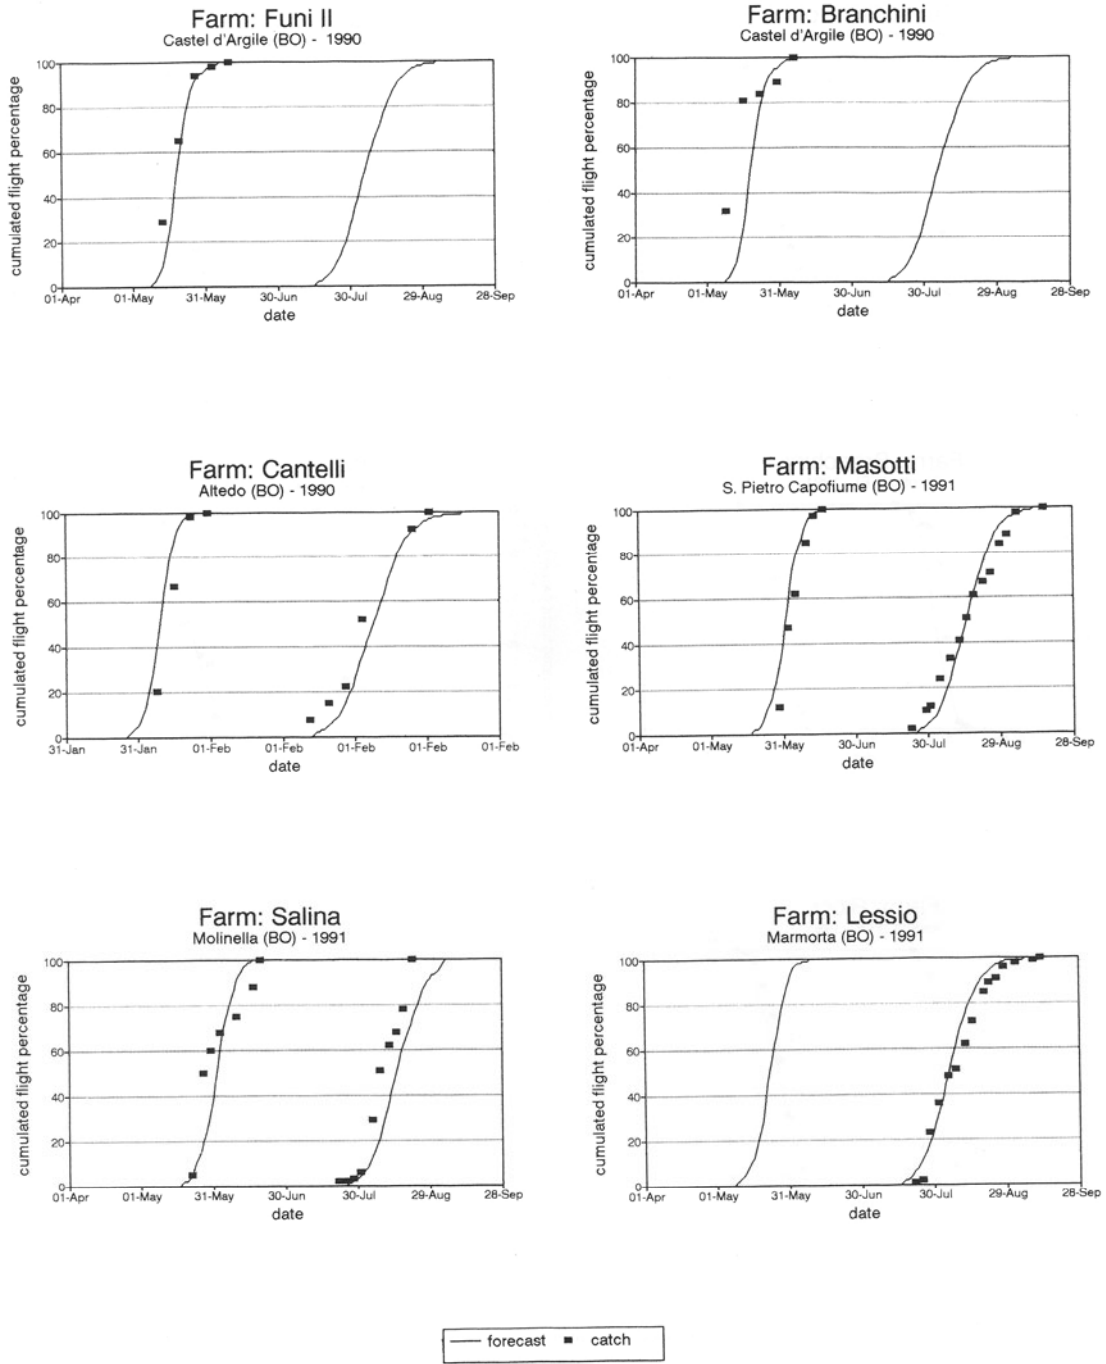 Farm: Funi II
Castel d'Argile (BO) - 1990
cumulated flight percentage
100
80
60
40
20
0
01-Apr 01-May 31-May 30-Jun 30-Jul 29-Aug 28-Sep
date
Farm: Branchini
Castel d'Argile (BO) - 1990
cumulated flight percentage
100
80
60
40
20
0
01-Apr 01-May 31-May 30-Jun 30-Jul 29-Aug 28-Sep
date
Farm: Cantelli
Altedo (BO) - 1990
cumulated flight percentage
100
80
60
40
20
0
31-Jan 31-Jan 01-Feb 01-Feb 01-Feb 01-Feb 01-Feb
date
Farm: Masotti
S. Pietro Capofiume (BO) - 1991
cumulated flight percentage
100
80
60
40
20
0
01-Apr 01-May 31-May 30-Jun 30-Jul 29-Aug 28-Sep
date
Farm: Salina
Molinella (BO) - 1991
cumulated flight percentage
100
80
60
40
20
0
01-Apr 01-May 31-May 30-Jun 30-Jul 29-Aug 28-Sep
date
Farm: Lessio
Marmorta (BO) - 1991
cumulated flight percentage
100
80
60
40
20
0
01-Apr 01-May 31-May 30-Jun 30-Jul 29-Aug 28-Sep
date
forecast catch